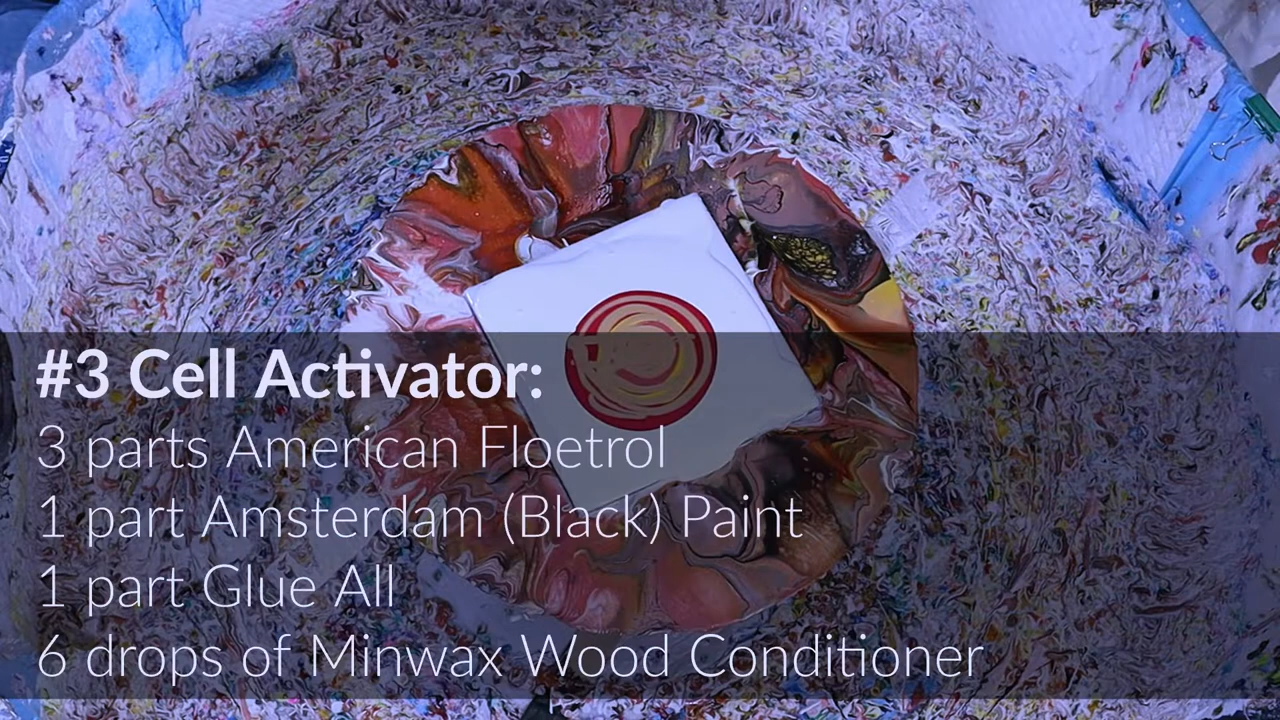 #3 Cell Activator:
3 parts American Floetrol
1 part Amsterdam (Black) Paint
1 part Glue All
6 drops of Minwax Wood Conditioner